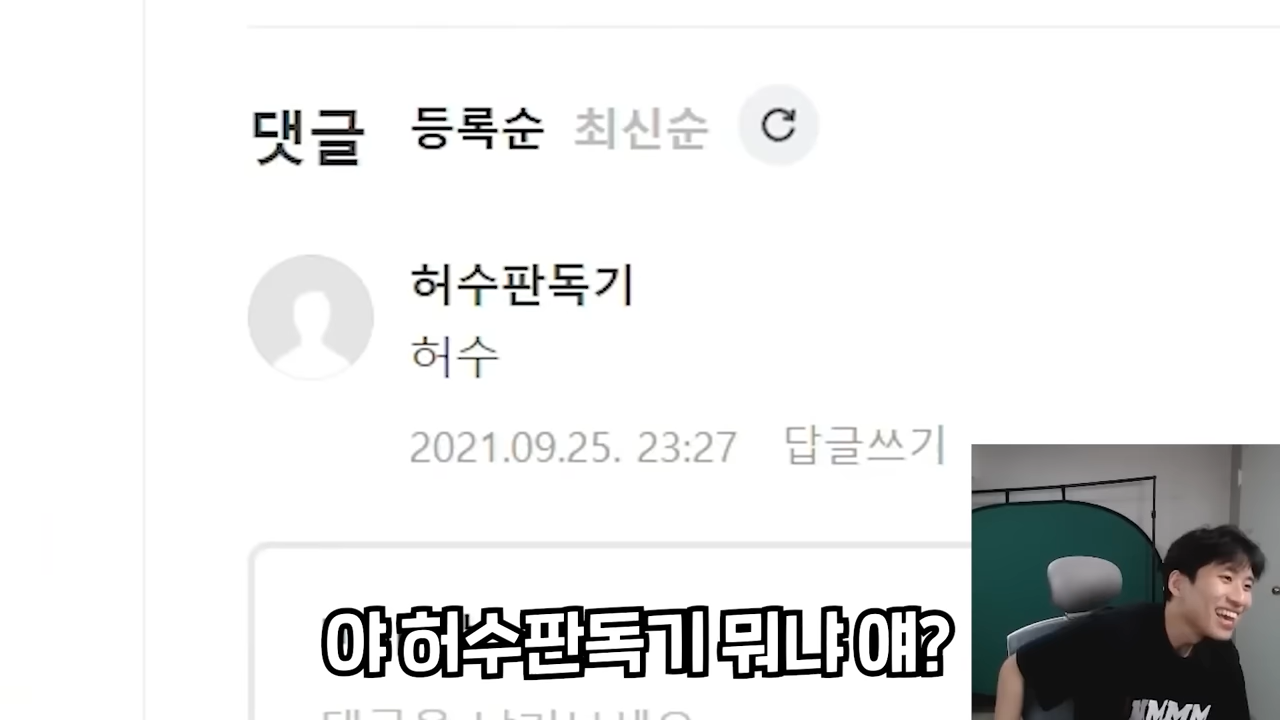 댓글 등록순 최신순
허수판독기
허수
2021.09.25. 23:27 답글쓰기
야 허수판독기 뭐냐 얘?